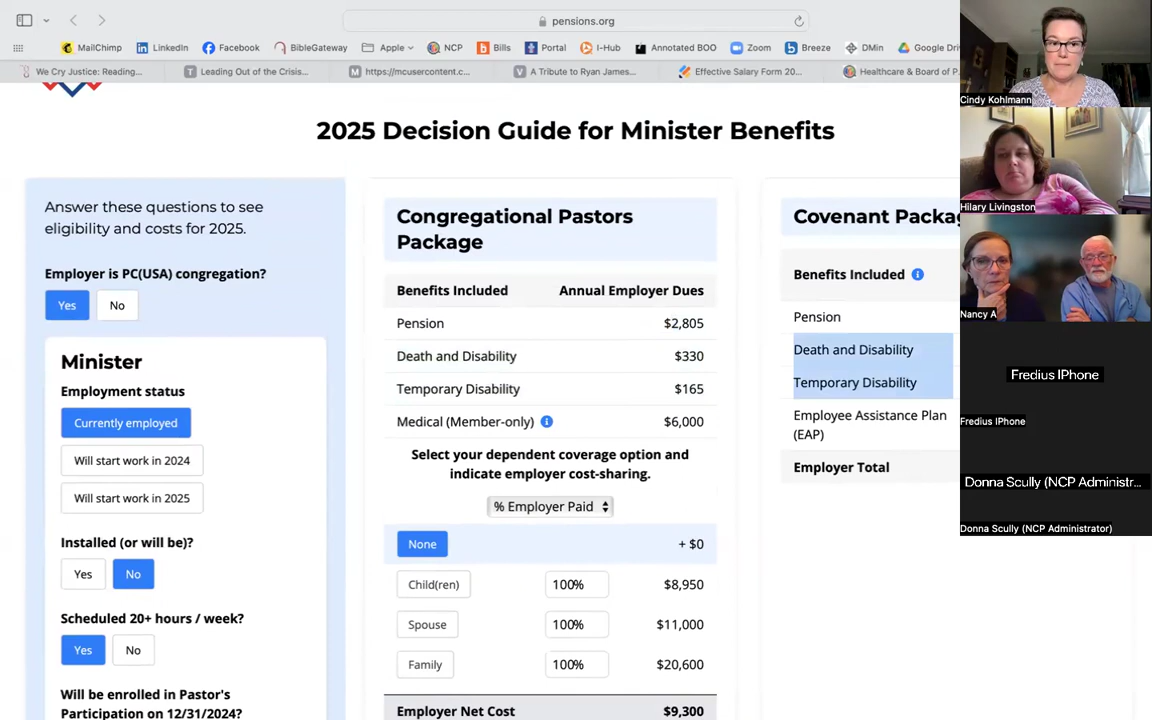 pensions.org
MailChimp LinkedIn Facebook BibleGateway Apple NCP Bills Portal I-Hub Annotated BOO Zoom Breeze DMin Google Dri
We Cry Justice: Reading... Leading Out of the Crisis... https://mcusercontent.c... A Tribute to Ryan James... Effective Salary Form 20... Healthcare & Board of P
2025 Decision Guide for Minister Benefits
Answer these questions to see
eligibility and costs for 2025.
Employer is PC(USA) congregation?
Yes No
Minister
Employment status
Currently employed
Will start work in 2024
Will start work in 2025
Installed (or will be)?
Yes No
Scheduled 20+ hours / week?
Yes No
Will be enrolled in Pastor's
Participation on 12/31/2024?
Congregational Pastors
Package
Benefits Included Annual Employer Dues
Pension $2,805
Death and Disability $330
Temporary Disability $165
Medical (Member-only) $6,000
Select your dependent coverage option and
indicate employer cost-sharing.
% Employer Paid
None + $0
Child(ren) 100% $8,950
Spouse 100% $11,000
Family 100% $20,600
Employer Net Cost $9,300
Covenant Packag
Benefits Included
Pension
Death and Disability
Temporary Disability
Employee Assistance Plan
(EAP)
Employer Total
Cindy Kohlmann
Hilary Livingston
Nancy A
Fredius IPhone
Fredius IPhone
Donna Scully (NCP Administr...
Donna Scully (NCP Administrator)